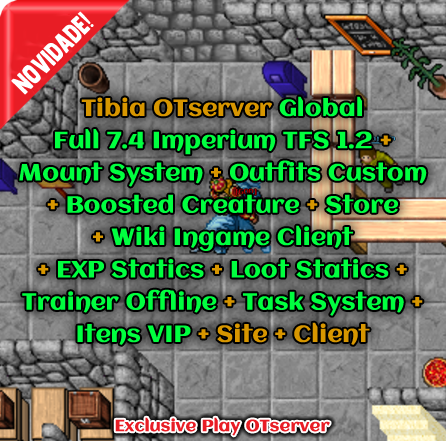 NOVIDADE!
Tibia OTserver Global
Full 7.4 Imperium TFS 1.2 +
Mount System + Outfits Custom
+ Boosted Creature + Store
+ Wiki Ingame Client
+ EXP Statics + Loot Statics +
Trainer Offline + Task System +
Itens VIP + Site + Client
Exclusive Play OTserver